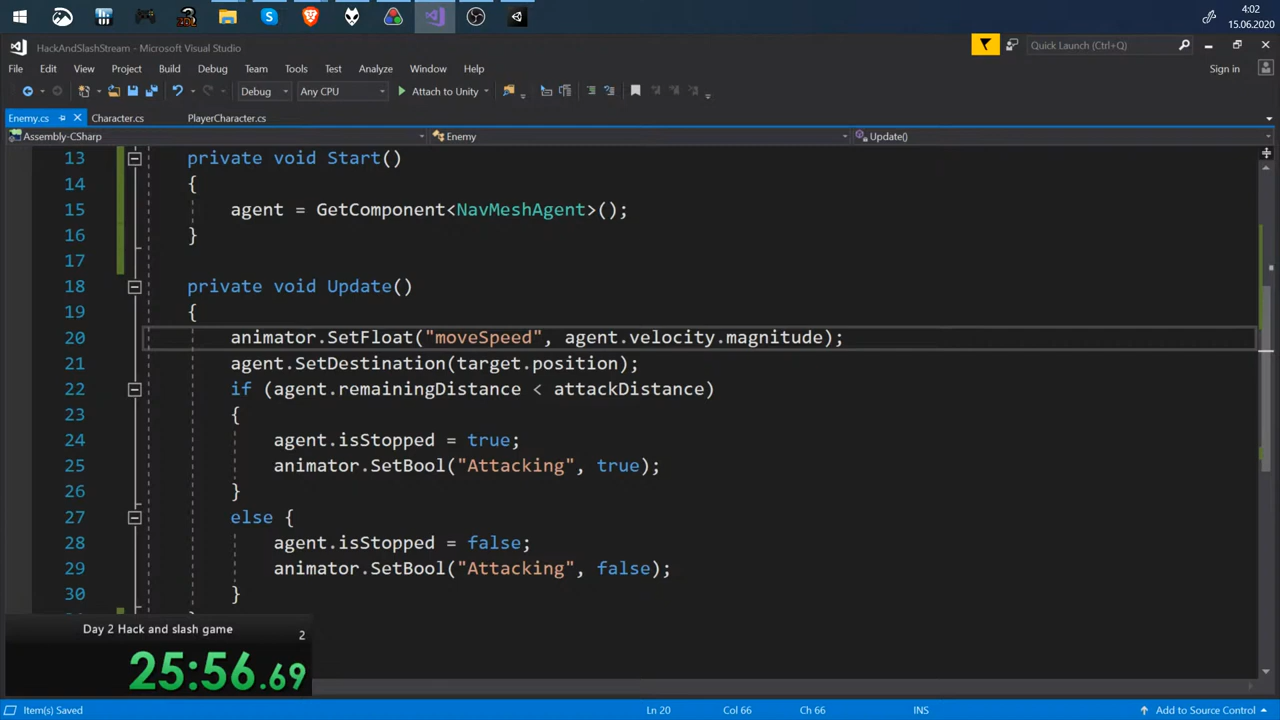 4:02
15.06.2020
HackAndSlashStream - Microsoft Visual Studio
Quick Launch (Ctrl+Q)
File Edit View Project Build Debug Team Tools Test Analyze Window Help
Sign in
Debug Any CPU Attach to Unity
Enemy.cs Character.cs PlayerCharacter.cs
Assembly-CSharp Enemy Update()
13 private void Start()
14 {
15 agent = GetComponent<NavMeshAgent>();
16 }
17
18 private void Update()
19 {
20 animator.SetFloat("moveSpeed", agent.velocity.magnitude);
21 agent.SetDestination(target.position);
22 if (agent.remainingDistance < attackDistance)
23 {
24 agent.isStopped = true;
25 animator.SetBool("Attacking", true);
26 }
27 else {
28 agent.isStopped = false;
29 animator.SetBool("Attacking", false);
30 }
Day 2 Hack and slash game
2
25:56.69
Item(s) Saved Ln 20 Col 66 Ch 66 INS Add to Source Control